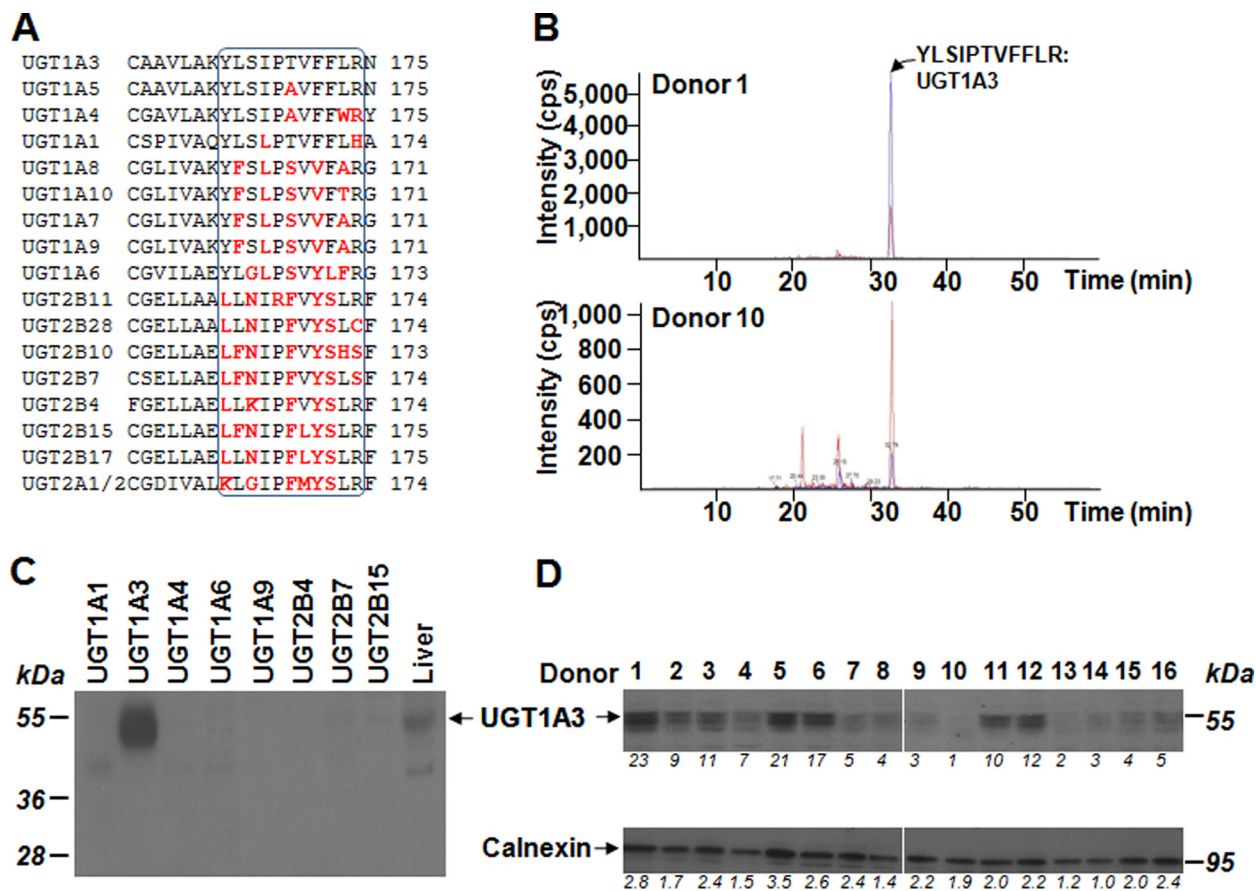 A
UGT1A3 CAAVLAKYLSIPTVFFLRN 175
UGT1A5 CAAVLAKYLSIPAVFFLRN 175
UGT1A4 CGAVLAKYLSIPAVFFWRY 175
UGT1A1 CSPIVAQYLSLPTVFFLHA 174
UGT1A8 CGLIVAKYFSLPSVVFARG 171
UGT1A10 CGLIVAKYFSLPSVVFTRG 171
UGT1A7 CGLIVAKYFSLPSVVFARG 171
UGT1A9 CGLIVAKYFSLPSVVFARG 171
UGT1A6 CGVILAEYLGLPSVYLFRG 173
UGT2B11 CGELLAALLNIRFVYSLRF 174
UGT2B28 CGELLAALLNIPFVYSLCF 174
UGT2B10 CGELLAELFNIPFVYSHSF 173
UGT2B7 CSELLAELFNIPFVYSLSF 174
UGT2B4 FGELLAELLKIPFVYSLRF 174
UGT2B15 CGELLAELFNIPFLYSLRF 175
UGT2B17 CGELLAELLNIPFLYSLRF 175
UGT2A1/2CGDIVALKLGIPFMYSLRF 174
B
YLSIPTVFFLR:
UGT1A3
Donor 1
Intensity (cps)
5,000
4,000
3,000
2,000
1,000
10 20 30 40 50 Time (min)
Donor 10
Intensity (cps)
1,000
800
600
400
200
10 20 30 40 50 Time (min)
C
UGT1A1 UGT1A3 UGT1A4 UGT1A6 UGT1A9 UGT2B4 UGT2B7 UGT2B15 Liver
kDa
55
36
28
UGT1A3
D
Donor 1 2 3 4 5 6 7 8 9 10 11 12 13 14 15 16 kDa
55
23 9 11 7 21 17 5 4 3 1 10 12 2 3 4 5
Calnexin
95
2.8 1.7 2.4 1.5 3.5 2.6 2.4 1.4 2.2 1.9 2.0 2.2 1.2 1.0 2.0 2.4